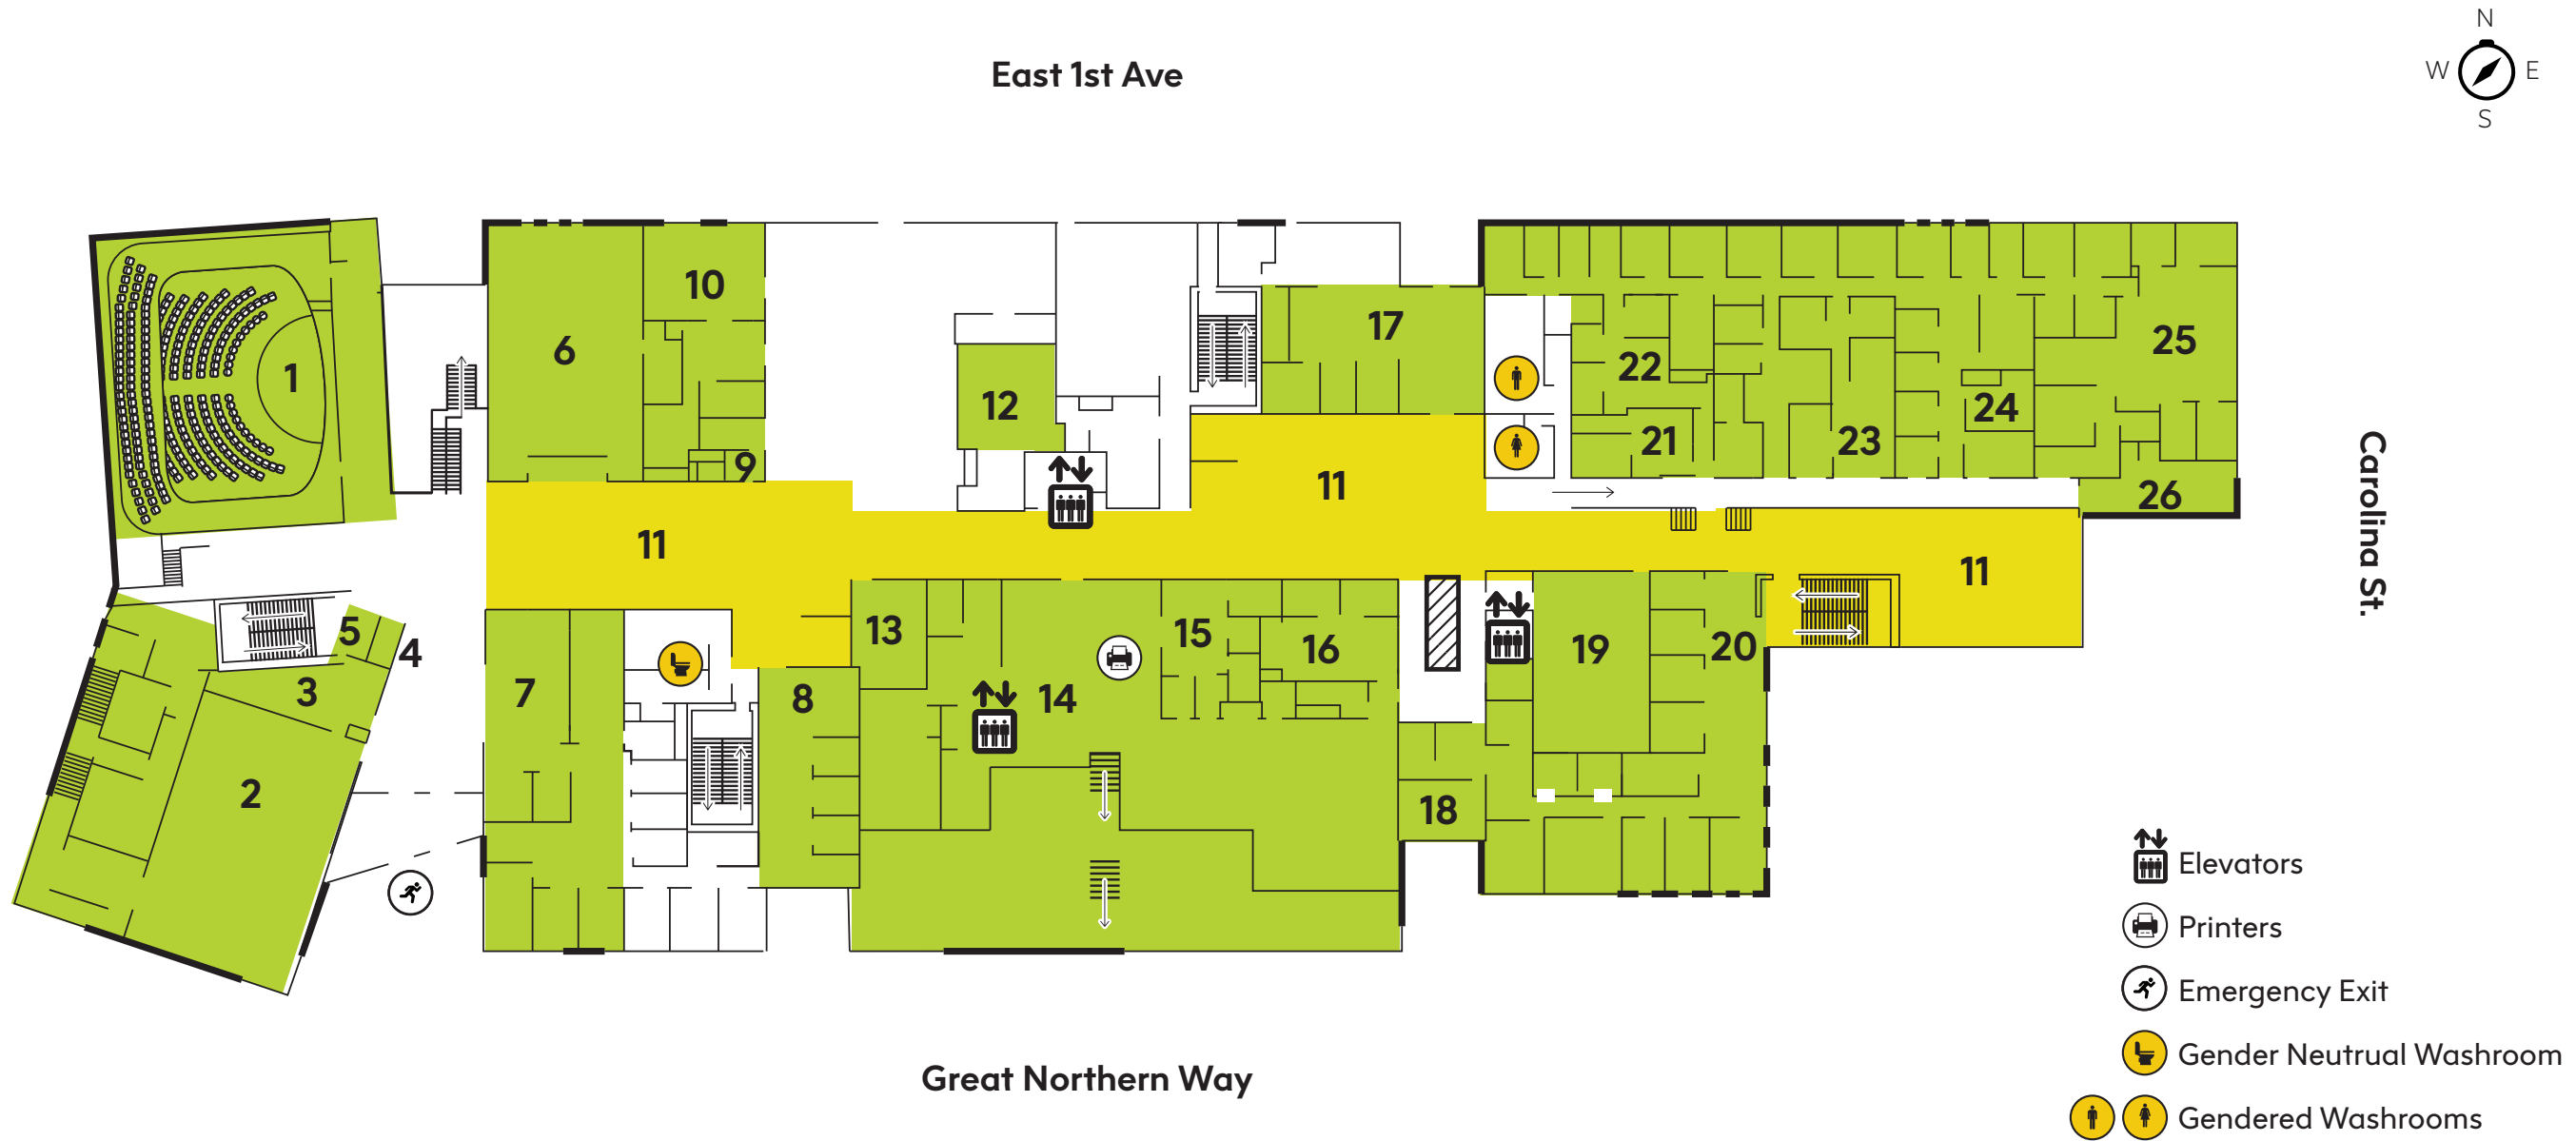 East 1st Ave
N
W E
S
1
6
10
9
12
17
11
22
21
23
24
25
26
Carolina St.
11
11
5
4
3
2
7
8
13
14
15
16
18
19
20
Elevators
Printers
Emergency Exit
Gender Neutrual Washroom
Gendered Washrooms
Great Northern Way